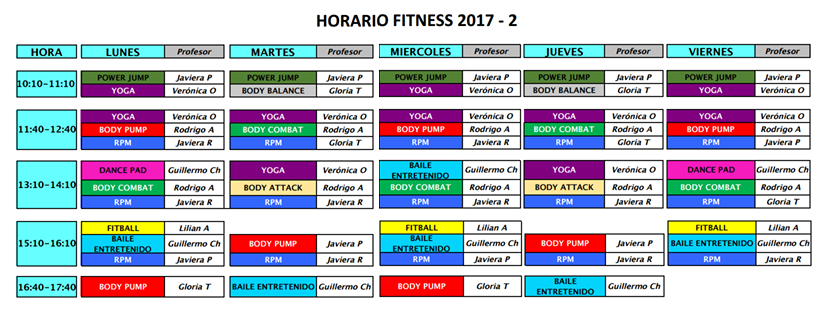 HORARIO FITNESS 2017 - 2
HORA LUNES Profesor MARTES Profesor MIERCOLES Profesor JUEVES Profesor VIERNES Profesor
10:10-11:10
POWER JUMP Javiera P POWER JUMP Javiera P POWER JUMP Javiera P POWER JUMP Javiera P POWER JUMP Javiera P
YOGA Verónica O BODY BALANCE Gloria T YOGA Verónica O BODY BALANCE Gloria T YOGA Verónica O
11:40-12:40
YOGA Verónica O YOGA Verónica O YOGA Verónica O YOGA Verónica O YOGA Verónica O
BODY PUMP Rodrigo A BODY COMBAT Rodrigo A BODY PUMP Rodrigo A BODY COMBAT Rodrigo A BODY PUMP Rodrigo A
RPM Javiera R RPM Gloria T RPM Javiera R RPM Gloria T RPM Javiera R
13:10-14:10
DANCE PAD Guillermo Ch YOGA Verónica O BAILE ENTRETENIDO Guillermo Ch YOGA Verónica O DANCE PAD Guillermo Ch
BODY COMBAT Rodrigo A BODY ATTACK Rodrigo A BODY COMBAT Rodrigo A BODY ATTACK Rodrigo A BODY COMBAT Rodrigo A
RPM Javiera R RPM Javiera R RPM Javiera R RPM Javiera R RPM Gloria T
15:10-16:10
FITBALL Lilian A FITBALL Lilian A FITBALL Lilian A
BAILE ENTRETENIDO Guillermo Ch BODY PUMP Javiera P BAILE ENTRETENIDO Guillermo Ch BODY PUMP Javiera P BAILE ENTRETENIDO Guillermo Ch
RPM Javiera P RPM Javiera R RPM Javiera P RPM Javiera R RPM Javiera R
16:40-17:40
BODY PUMP Gloria T BAILE ENTRETENIDO Guillermo Ch BODY PUMP Gloria T BAILE ENTRETENIDO Guillermo Ch